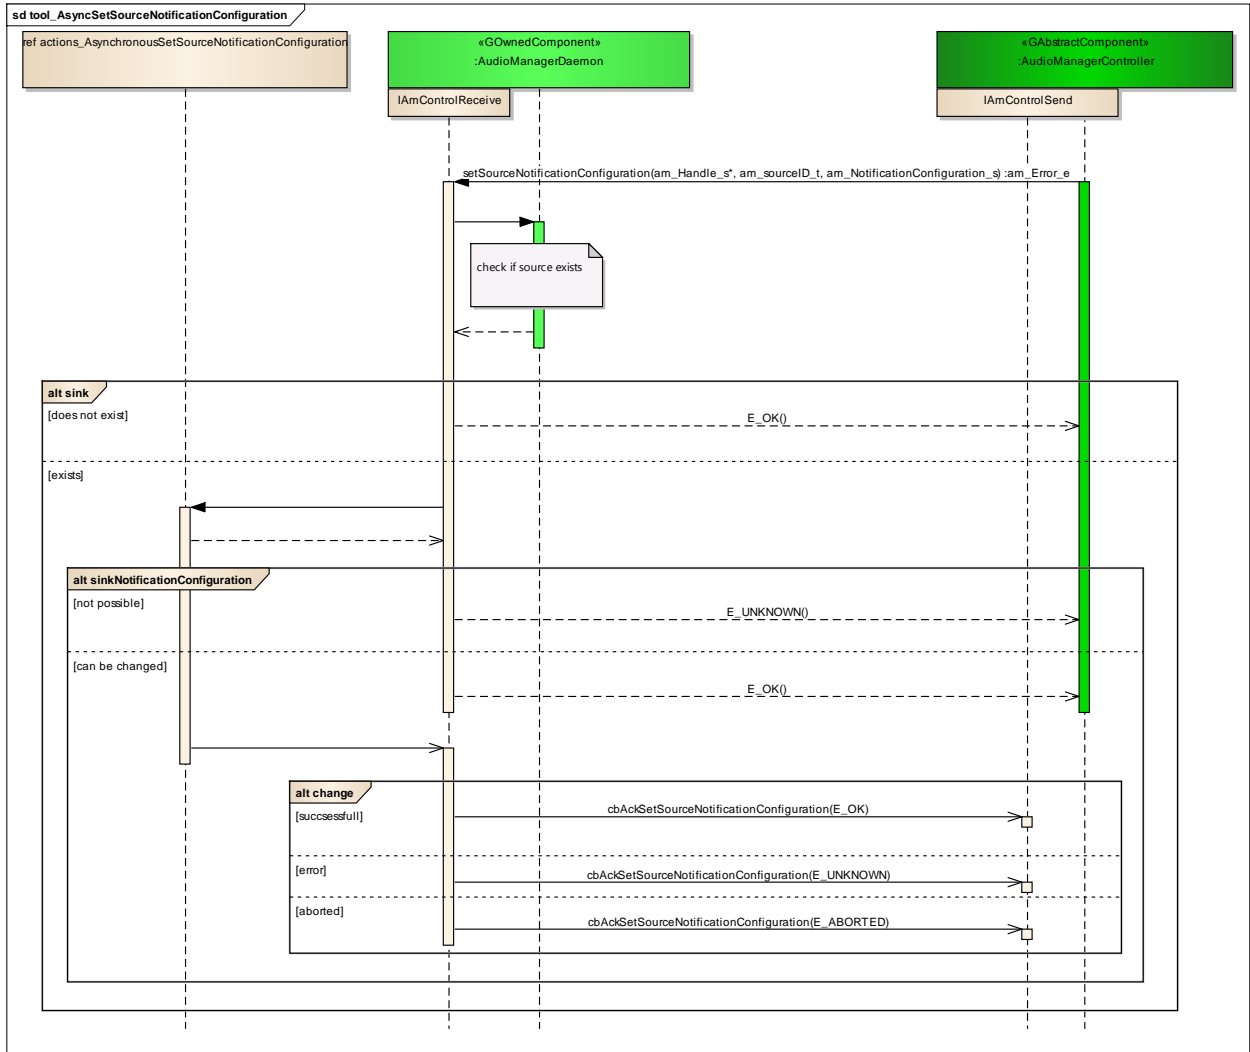 sd tool_AsyncSetSourceNotificationConfiguration
ref actions_AsynchronousSetSourceNotificationConfiguration
«GOwnedComponent»
:AudioManagerDaemon
«GAbstractComponent»
:AudioManagerController
IAmControlReceive
IAmControlSend
setSourceNotificationConfiguration(am_Handle_s*, am_sourceID_t, am_NotificationConfiguration_s) :am_Error_e
check if source exists
alt sink
[does not exist]
E_OK()
[exists]
alt sinkNotificationConfiguration
[not possible]
E_UNKNOWN()
[can be changed]
E_OK()
alt change
[succsessfull]
cbAckSetSourceNotificationConfiguration(E_OK)
[error]
cbAckSetSourceNotificationConfiguration(E_UNKNOWN)
[aborted]
cbAckSetSourceNotificationConfiguration(E_ABORTED)